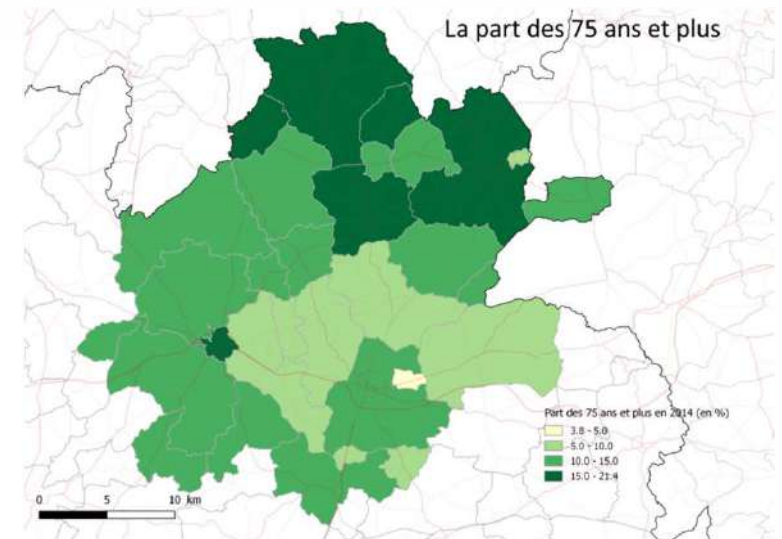 La part des 75 ans et plus
Part des 75 ans et plus en 2014 (en %)
3.8 - 5.0
5.0 - 10.0
10.0 - 15.0
15.0 - 21.4
0 5 10 km